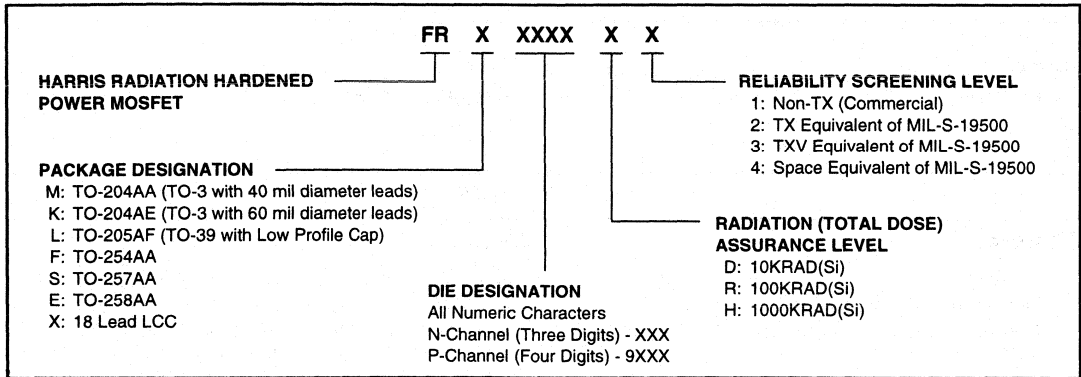 FR X XXXX X X
HARRIS RADIATION HARDENED
POWER MOSFET
PACKAGE DESIGNATION
M: TO-204AA (TO-3 with 40 mil diameter leads)
K: TO-204AE (TO-3 with 60 mil diameter leads)
L: TO-205AF (TO-39 with Low Profile Cap)
F: TO-254AA
S: TO-257AA
E: TO-258AA
X: 18 Lead LCC
DIE DESIGNATION
All Numeric Characters
N-Channel (Three Digits) - XXX
P-Channel (Four Digits) - 9XXX
RELIABILITY SCREENING LEVEL
1: Non-TX (Commercial)
2: TX Equivalent of MIL-S-19500
3: TXV Equivalent of MIL-S-19500
4: Space Equivalent of MIL-S-19500
RADIATION (TOTAL DOSE)
ASSURANCE LEVEL
D: 10KRAD(Si)
R: 100KRAD(Si)
H: 1000KRAD(Si)